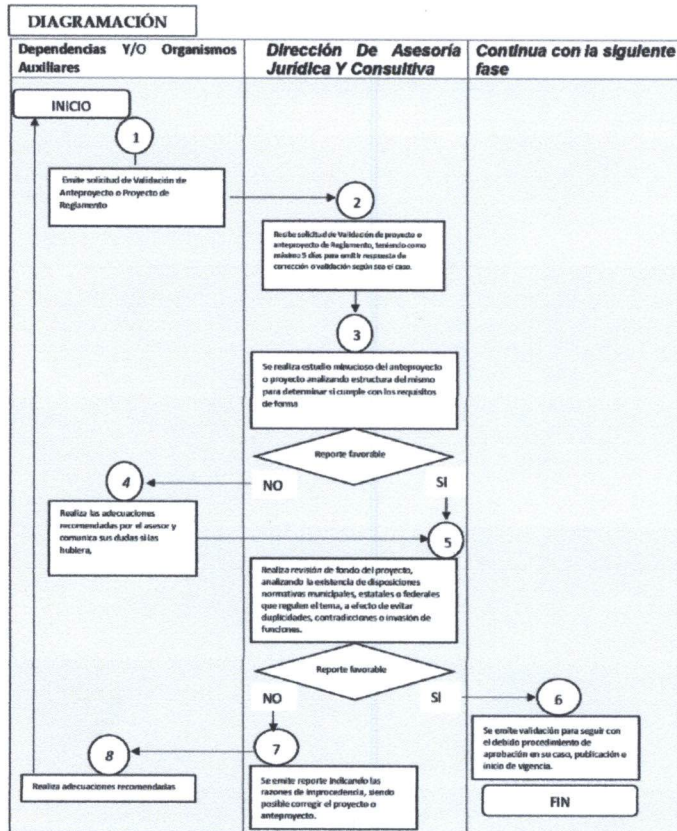 DIAGRAMACIÓN
Dependencias Y/O Organismos
Auxiliares
Dirección De Asesoría
Jurídica Y Consultiva
Continua con la siguiente
fase
INICIO
1
Emite solicitud de Validación de
Anteproyecto o Proyecto de
Reglamento
2
Recibe solicitud de Validación de proyecto o
anteproyecto de Reglamento, teniendo como
máximo 5 días para emitir respuesta de
corrección o validación según sea el caso.
3
Se realiza estudio minucioso del anteproyecto
o proyecto analizando estructura del mismo
para determinar si cumple con los requisitos
de forma
Reporte favorable
NO
SI
4
Realiza las adecuaciones
recomendadas por el asesor y
comunica sus dudas si las
hubiera,
5
Realiza revisión de fondo del proyecto,
analizando la existencia de disposiciones
normativas municipales, estatales o federales
que regulen el tema, a efecto de evitar
duplicidades, contradicciones o invasión de
funciones.
Reporte favorable
NO
SI
6
Se emite validación para seguir con
el debido procedimiento de
aprobación en su caso, publicación e
inicio de vigencia.
FIN
7
Se emite reporte indicando las
razones de improcedencia, siendo
posible corregir el proyecto o
anteproyecto.
8
Realiza adecuaciones recomendadas